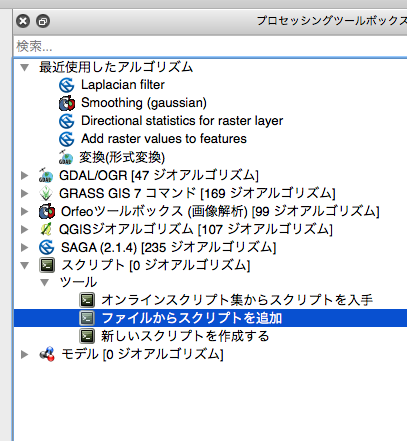 プロセッシングツールボックス
検索...
最近使用したアルゴリズム
Laplacian filter
Smoothing (gaussian)
Directional statistics for raster layer
Add raster values to features
変換(形式変換)
GDAL/OGR [47 ジオアルゴリズム]
GRASS GIS 7 コマンド [169 ジオアルゴリズム]
Orfeoツールボックス (画像解析) [99 ジオアルゴリズム]
QGISジオアルゴリズム [107 ジオアルゴリズム]
SAGA (2.1.4) [235 ジオアルゴリズム]
スクリプト [0 ジオアルゴリズム]
ツール
オンラインスクリプト集からスクリプトを入手
ファイルからスクリプトを追加
新しいスクリプトを作成する
モデル [0 ジオアルゴリズム]